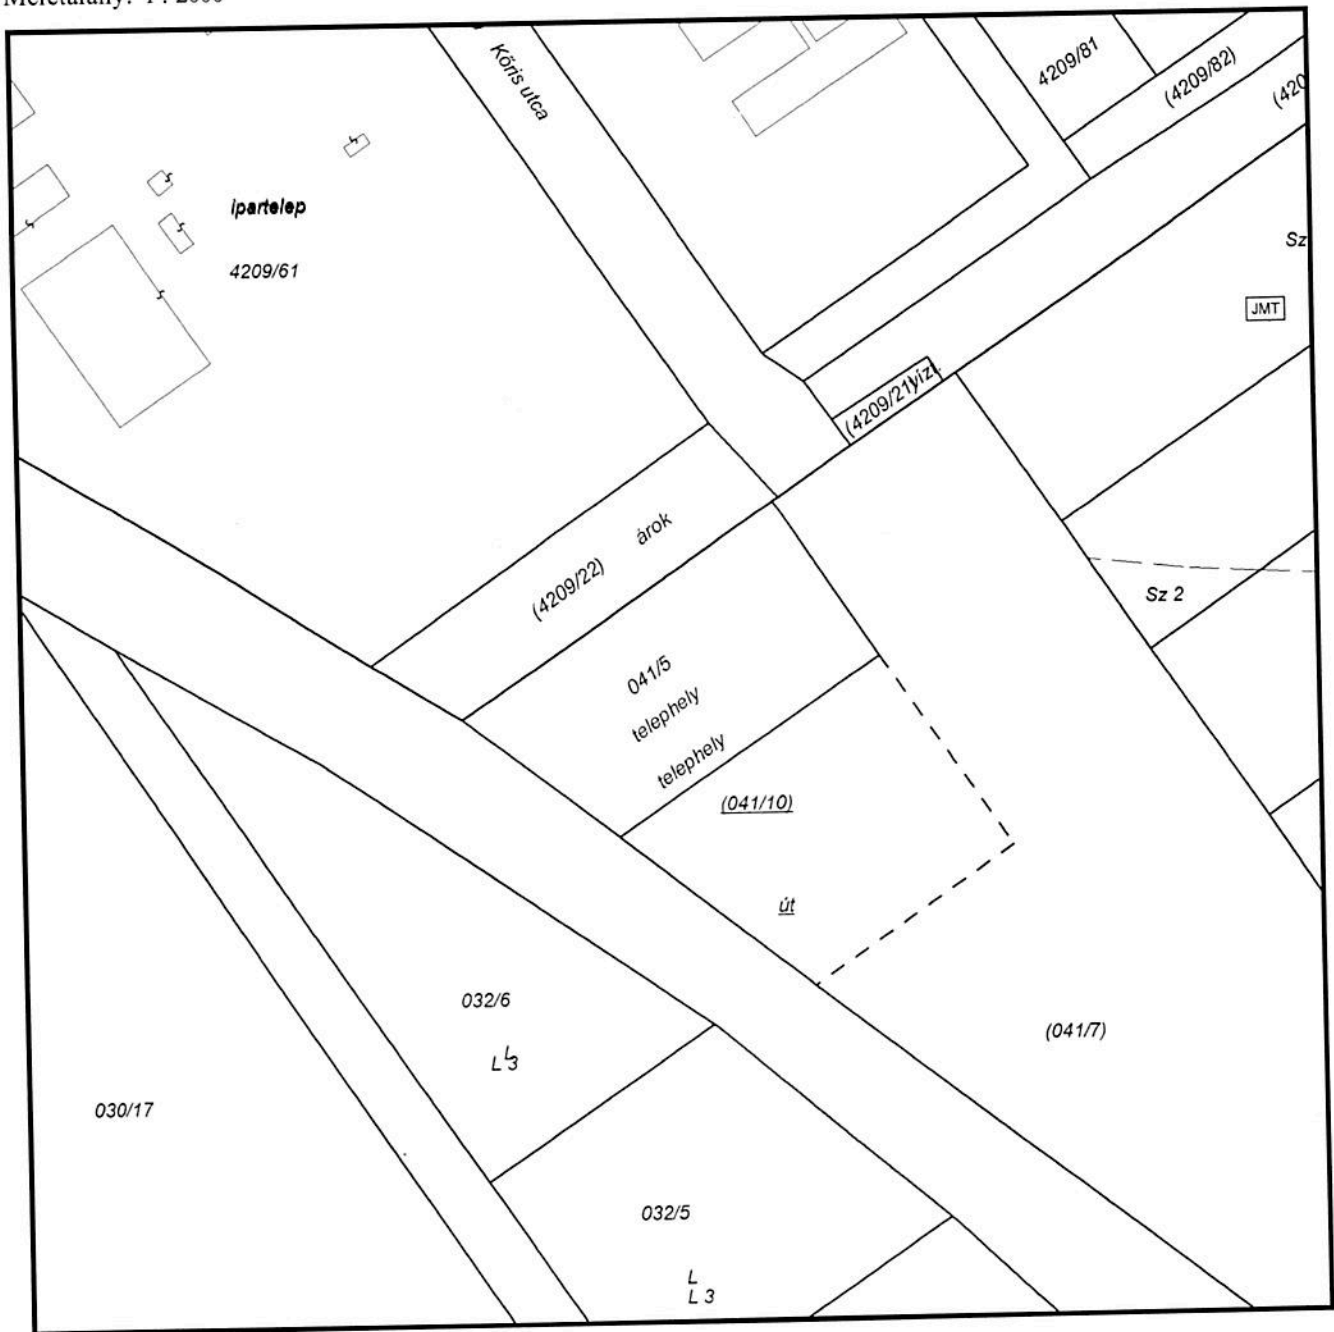 Méretarány: 1 : 2000
Kőris utca
4209/81
(4209/82)
(420
ipartelep
4209/61
Sz
JMT
(4209/21)
(4209/22) árok
Sz 2
041/5
telephely
telephely
(041/10)
út
032/6
L
L 3
(041/7)
030/17
032/5
L
L 3